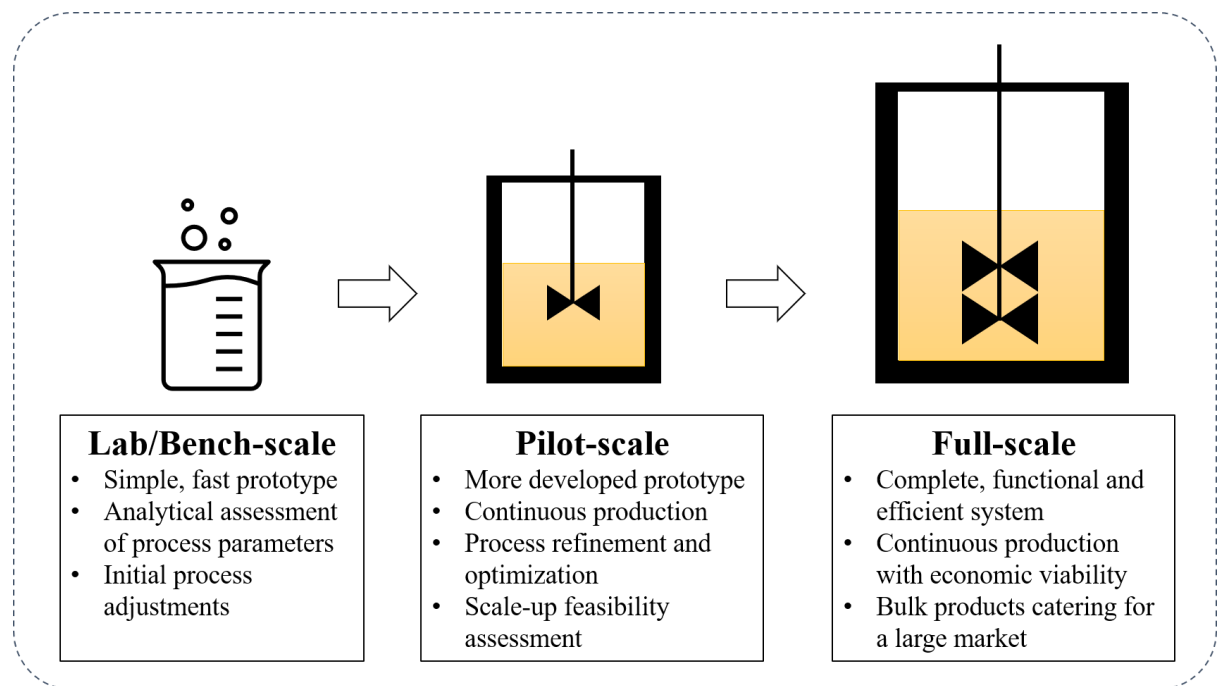 Lab/Bench-scale
• Simple, fast prototype
• Analytical assessment
of process parameters
• Initial process
adjustments
Pilot-scale
• More developed prototype
• Continuous production
• Process refinement and
optimization
• Scale-up feasibility
assessment
Full-scale
• Complete, functional and
efficient system
• Continuous production
with economic viability
• Bulk products catering for
a large market